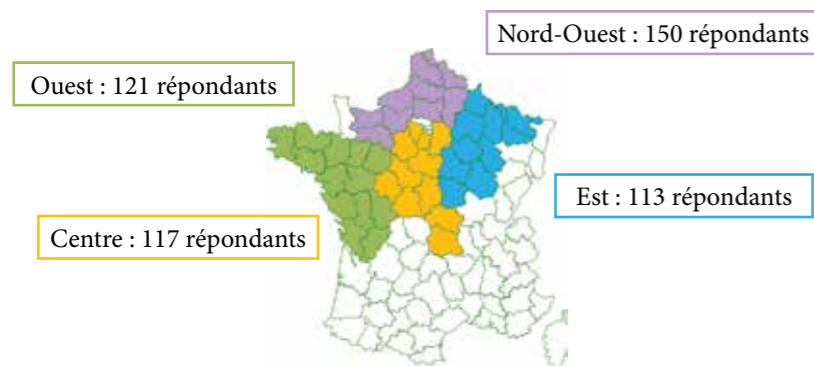 Nord-Ouest : 150 répondants
Ouest : 121 répondants
Est : 113 répondants
Centre : 117 répondants